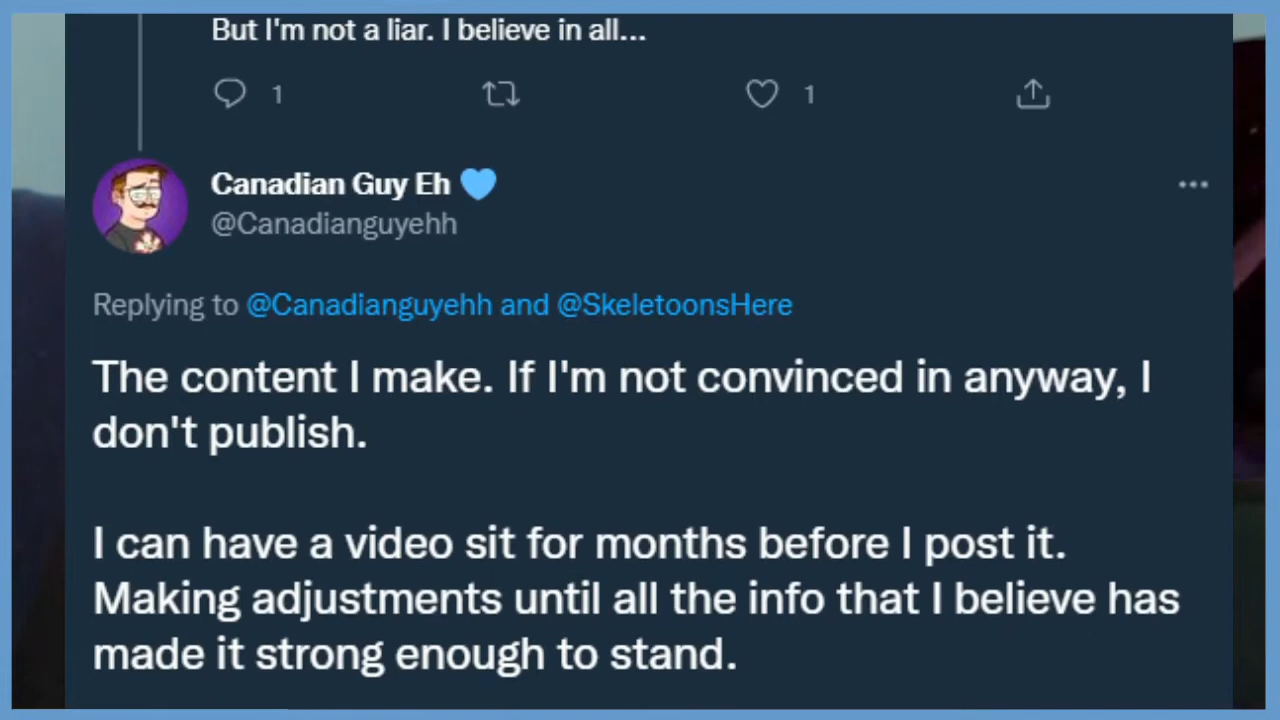 But I'm not a liar. I believe in all...
1 1
Canadian Guy Eh 💙
@Canadianguyehh
Replying to @Canadianguyehh and @SkeletoonsHere
The content I make. If I'm not convinced in anyway, I
don't publish.
I can have a video sit for months before I post it.
Making adjustments until all the info that I believe has
made it strong enough to stand.